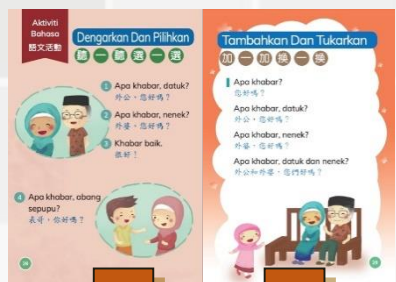 Aktiviti
Bahasa
語文活動
Dengarkan Dan Pilihkan
聽一聽選一選
1 Apa khabar, datuk?
外公，您好嗎？
2 Apa khabar, nenek?
外婆，您好嗎？
3 Khabar baik.
很好！
4 Apa khabar, abang
sepupu?
表哥，你好嗎？
Tambahkan Dan Tukarkan
加一加換一換
Apa khabar?
您好嗎？
Apa khabar, datuk?
外公，您好嗎？
Apa khabar, nenek?
外婆，您好嗎？
Apa khabar, datuk dan nenek?
外公和外婆，您們好嗎？